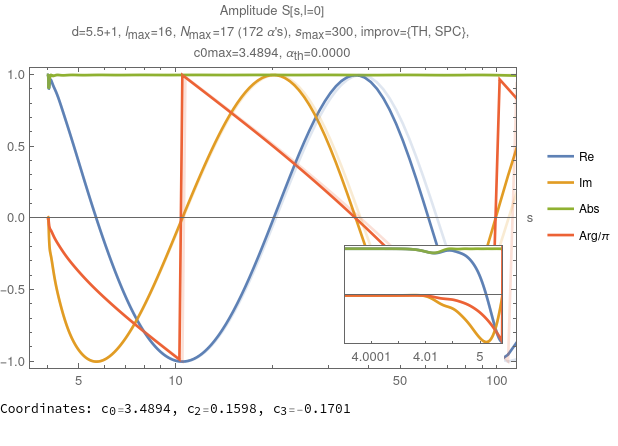 Amplitude S[s,l=0]
d=5.5+1, lmax=16, Nmax=17 (172 α's), smax=300, improv={TH, SPC},
c0max=3.4894, αth=0.0000
1.0
0.5
0.0
−0.5
−1.0
5
10
50
100
s
4.0001
4.01
5
Re
Im
Abs
Arg/π
Coordinates: c0=3.4894, c2=0.1598, c3=-0.1701